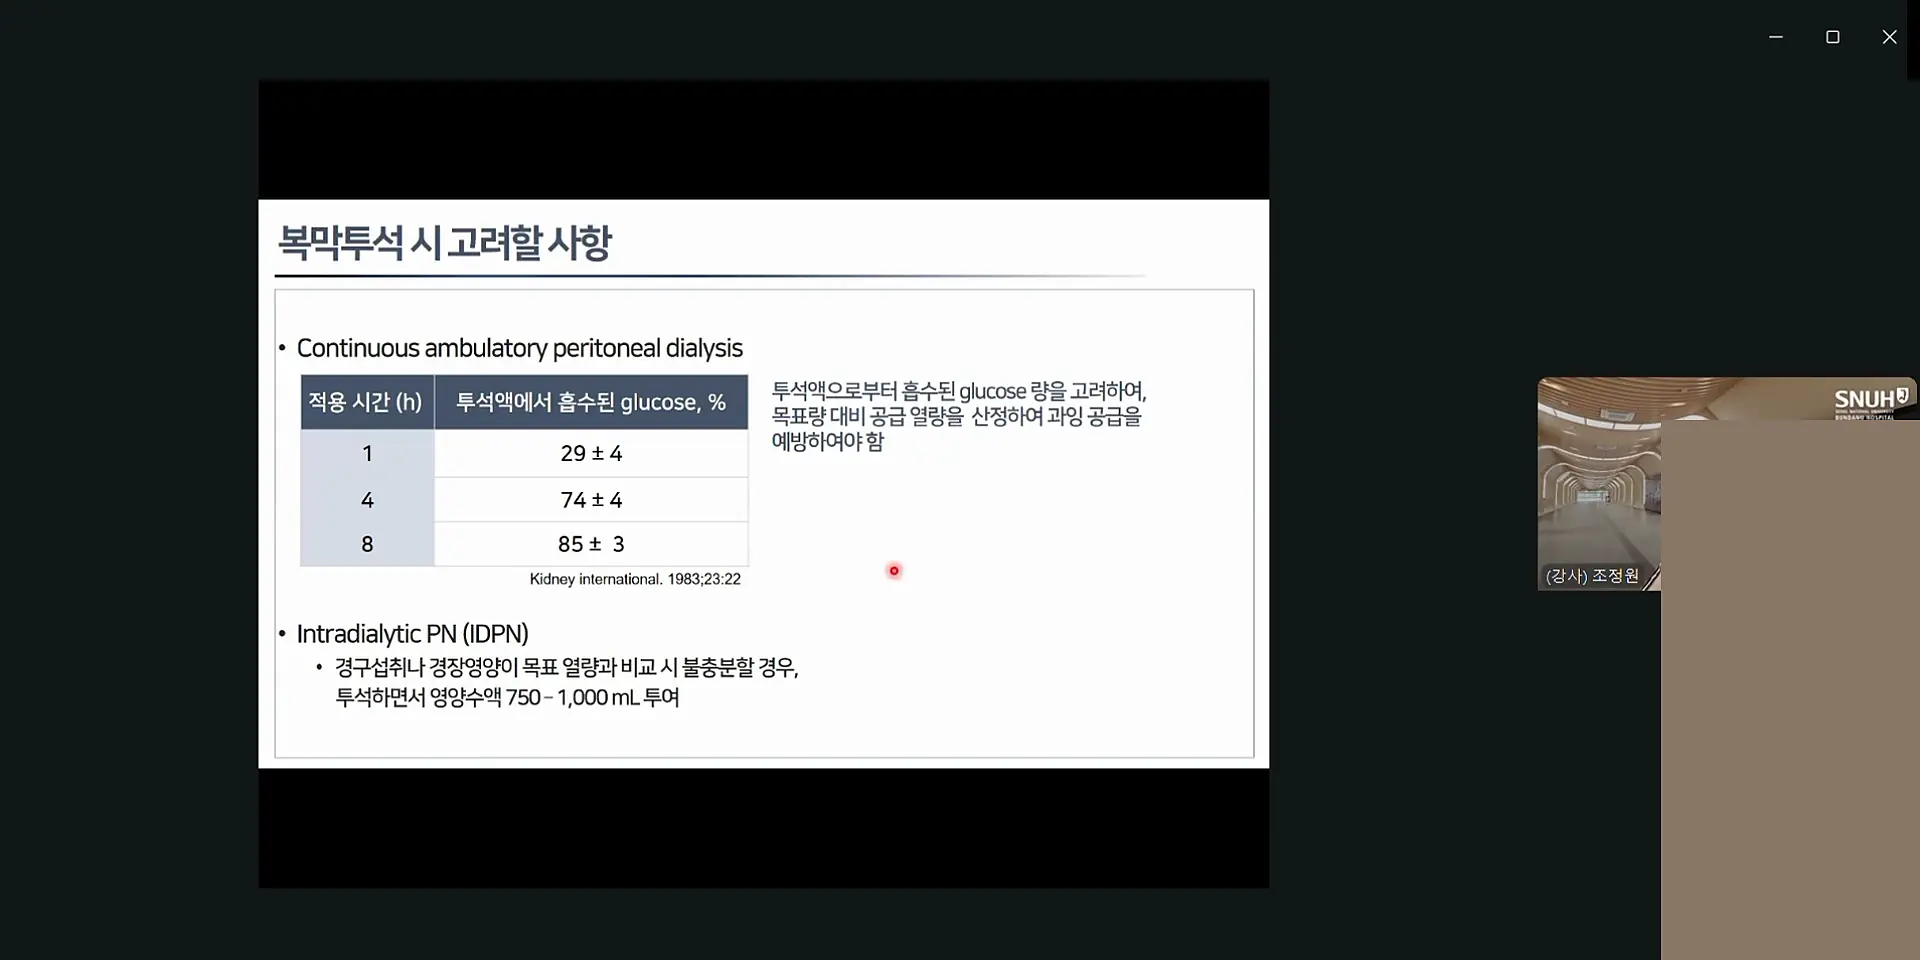 복막투석 시 고려할 사항
• Continuous ambulatory peritoneal dialysis
적용 시간 (h) 투석액에서 흡수된 glucose, %
1 29 ± 4
4 74 ± 4
8 85 ± 3
Kidney international. 1983;23:22
투석액으로부터 흡수된 glucose 량을 고려하여,
목표량 대비 공급 열량을 산정하여 과잉 공급을
예방하여야 함
• Intradialytic PN (IDPN)
• 경구섭취나 경장영양이 목표 열량과 비교 시 불충분할 경우,
투석하면서 영양수액 750 – 1,000 mL 투여
SNUH
SEOUL NATIONAL UNIVERSITY
BUNDANG HOSPITAL
(강사) 조정원